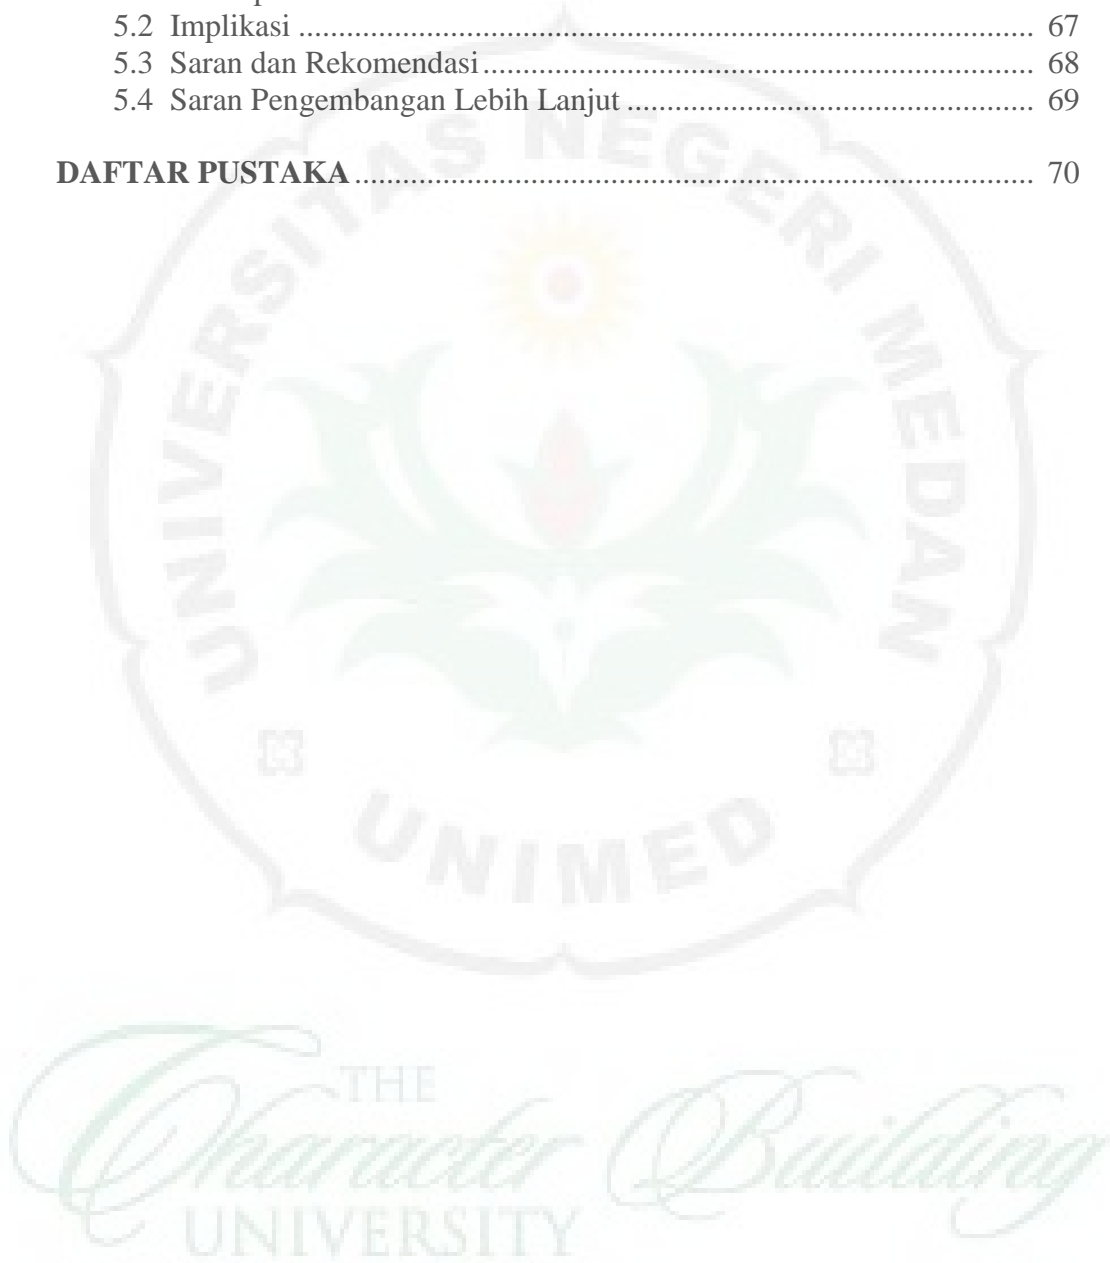 5.2 Implikasi ........................................................................................... 67
5.3 Saran dan Rekomendasi .................................................................... 68
5.4 Saran Pengembangan Lebih Lanjut .................................................. 69
DAFTAR PUSTAKA .................................................................................... 70
UNIVERSITAS NEGERI MEDAN
UNIMED
THE
Character Building
UNIVERSITY